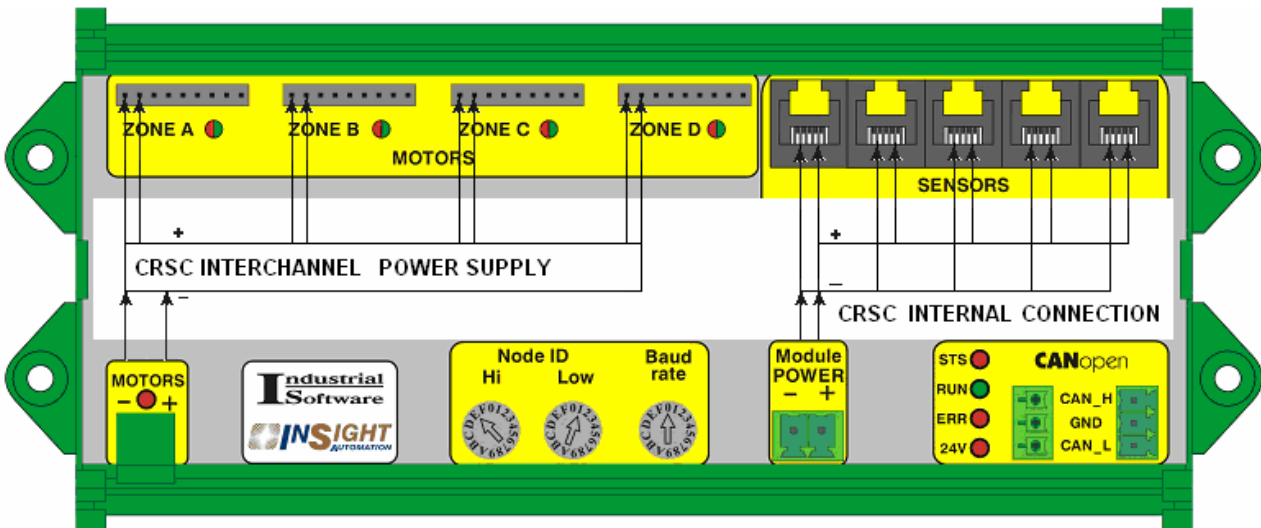 ZONE A ZONE B ZONE C ZONE D
MOTORS
SENSORS
+
+
CRSC INTERCHANNEL POWER SUPPLY
−
−
CRSC INTERNAL CONNECTION
MOTORS
− +
Industrial
Software
INSIGHT
AUTOMATION
Node ID
Hi Low
Baud
rate
Module
POWER
− +
STS
RUN
ERR
24V
CANopen
CAN_H
GND
CAN_L